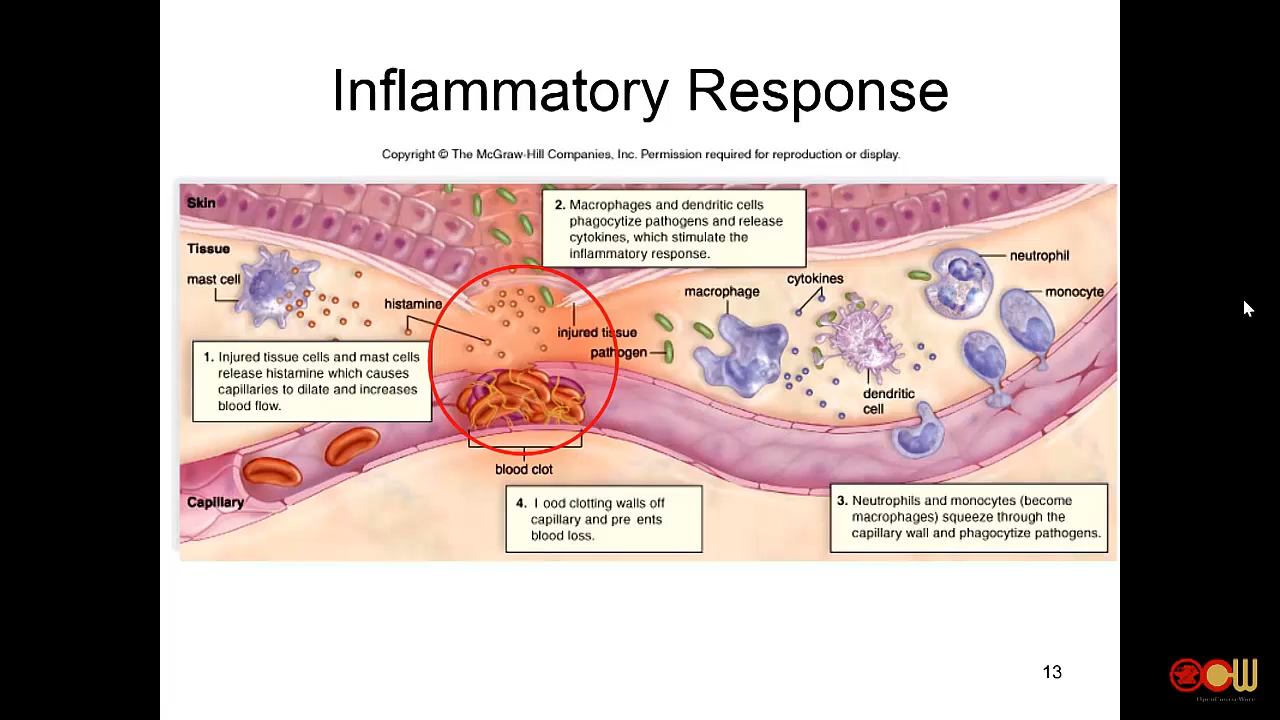 Inflammatory Response
Copyright © The McGraw-Hill Companies, Inc. Permission required for reproduction or display.
Skin
Tissue
mast cell
histamine
2. Macrophages and dendritic cells
phagocytize pathogens and release
cytokines, which stimulate the
inflammatory response.
injured tissue
pathogen
macrophage
cytokines
neutrophil
monocyte
dendritic
cell
1. Injured tissue cells and mast cells
release histamine which causes
capillaries to dilate and increases
blood flow.
blood clot
Capillary
4. l ood clotting walls off
capillary and pre ents
blood loss.
3. Neutrophils and monocytes (become
macrophages) squeeze through the
capillary wall and phagocytize pathogens.
13
OpenCourseWare